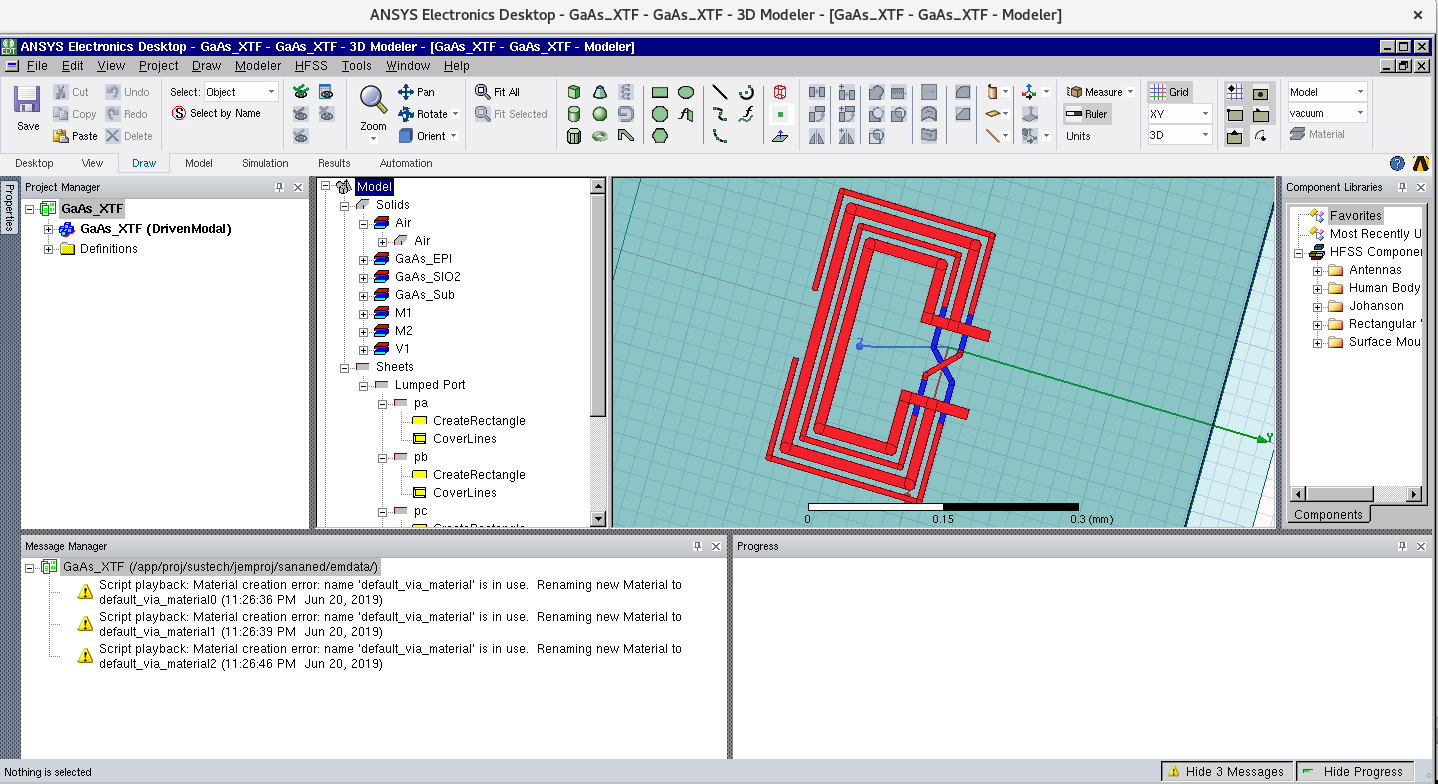 ANSYS Electronics Desktop - GaAs_XTF - GaAs_XTF - 3D Modeler - [GaAs_XTF - GaAs_XTF - Modeler]
ANSYS Electronics Desktop - GaAs_XTF - GaAs_XTF - 3D Modeler - [GaAs_XTF - GaAs_XTF - Modeler]
File Edit View Project Draw Modeler HFSS Tools Window Help
Save
Cut
Copy
Paste
Undo
Redo
Delete
Select: Object
Select by Name
Zoom
Pan
Rotate
Orient
Fit All
Fit Selected
Measure
Ruler
Units
Grid
XY
3D
Model
vacuum
Material
Desktop View Draw Model Simulation Results Automation
Properties
Project Manager
GaAs_XTF
GaAs_XTF (DrivenModal)
Definitions
Model
Solids
Air
Air
GaAs_EPI
GaAs_SIO2
GaAs_Sub
M1
M2
V1
Sheets
Lumped Port
pa
CreateRectangle
CoverLines
pb
CreateRectangle
CoverLines
pc
CreateRectangle
Z
Y
0 0.15 0.3 (mm)
Component Libraries
Favorites
Most Recently U
HFSS Componer
Antennas
Human Body
Johanson
Rectangular
Surface Mou
Components
Message Manager
GaAs_XTF (/app/proj/sustech/jemproj/sananed/emdata/)
Script playback: Material creation error: name 'default_via_material' is in use. Renaming new Material to
default_via_material0 (11:26:36 PM Jun 20, 2019)
Script playback: Material creation error: name 'default_via_material' is in use. Renaming new Material to
default_via_material1 (11:26:39 PM Jun 20, 2019)
Script playback: Material creation error: name 'default_via_material' is in use. Renaming new Material to
default_via_material2 (11:26:46 PM Jun 20, 2019)
Progress
Nothing is selected
Hide 3 Messages
Hide Progress